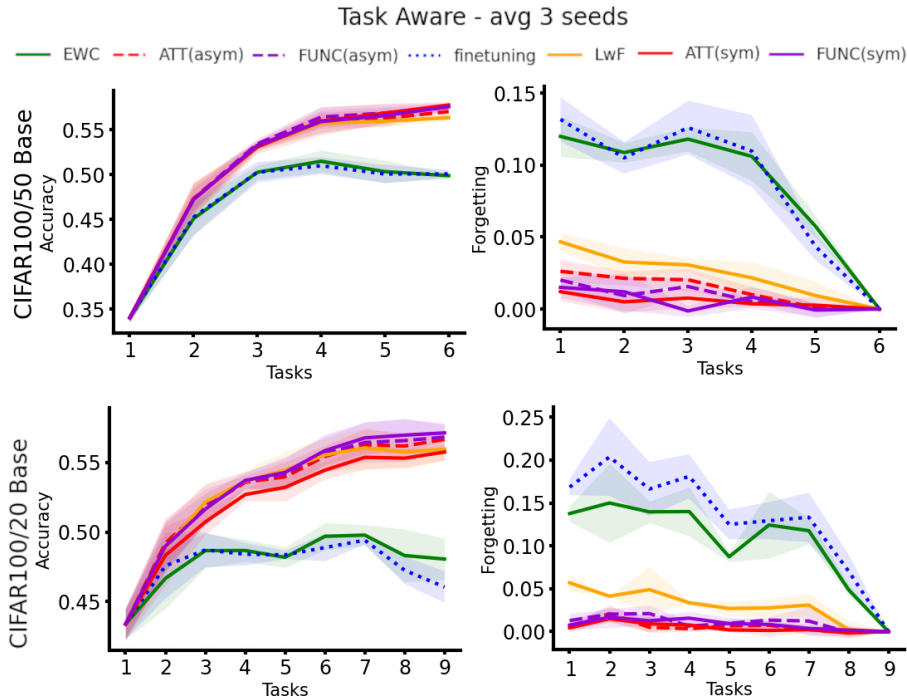 Task Aware - avg 3 seeds
EWC ATT(asym) FUNC(asym) finetuning LwF ATT(sym) FUNC(sym)
CIFAR100/50 Base
Accuracy
0.55
0.50
0.45
0.40
0.35
1 2 3 4 5 6
Tasks
Forgetting
0.15
0.10
0.05
0.00
1 2 3 4 5 6
Tasks
CIFAR100/20 Base
Accuracy
0.55
0.50
0.45
1 2 3 4 5 6 7 8 9
Tasks
Forgetting
0.25
0.20
0.15
0.10
0.05
0.00
1 2 3 4 5 6 7 8 9
Tasks